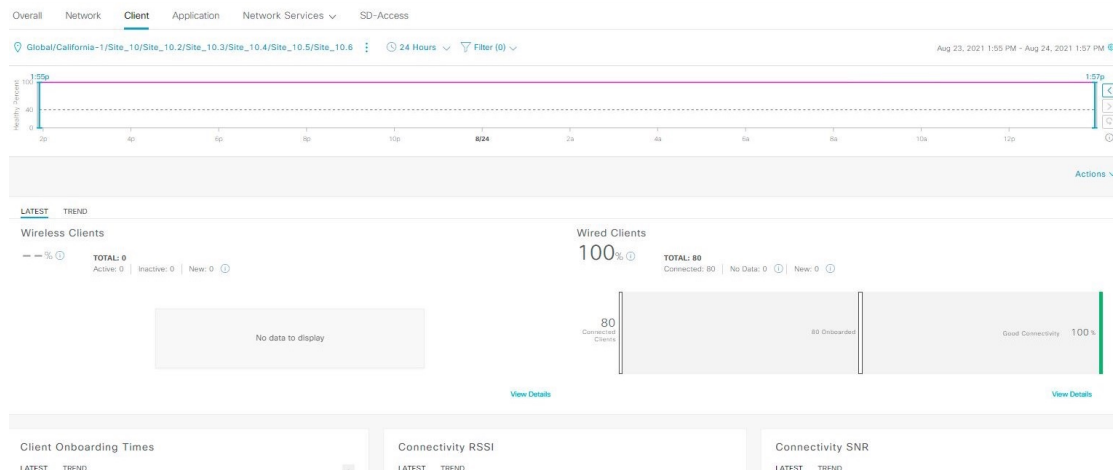 Overall Network Client Application Network Services SD-Access
Global/California-1/Site_10/Site_10.2/Site_10.3/Site_10.4/Site_10.5/Site_10.6 24 Hours Filter (0) Aug 23, 2021 1:55 PM - Aug 24, 2021 1:57 PM
1:55p 1:57p
Healthy Percent
100
40
0
2p 4p 6p 8p 10p 8/24 2a 4a 6a 8a 10a 12p
Actions
LATEST TREND
Wireless Clients
--%
TOTAL: 0
Active: 0 | Inactive: 0 | New: 0
No data to display
View Details
Wired Clients
100%
TOTAL: 80
Connected: 80 | No Data: 0 | New: 0
80
Connected
Clients
80 Onboarded
Good Connectivity 100 %
View Details
Client Onboarding Times
LATEST TREND
Connectivity RSSI
LATEST TREND
Connectivity SNR
LATEST TREND